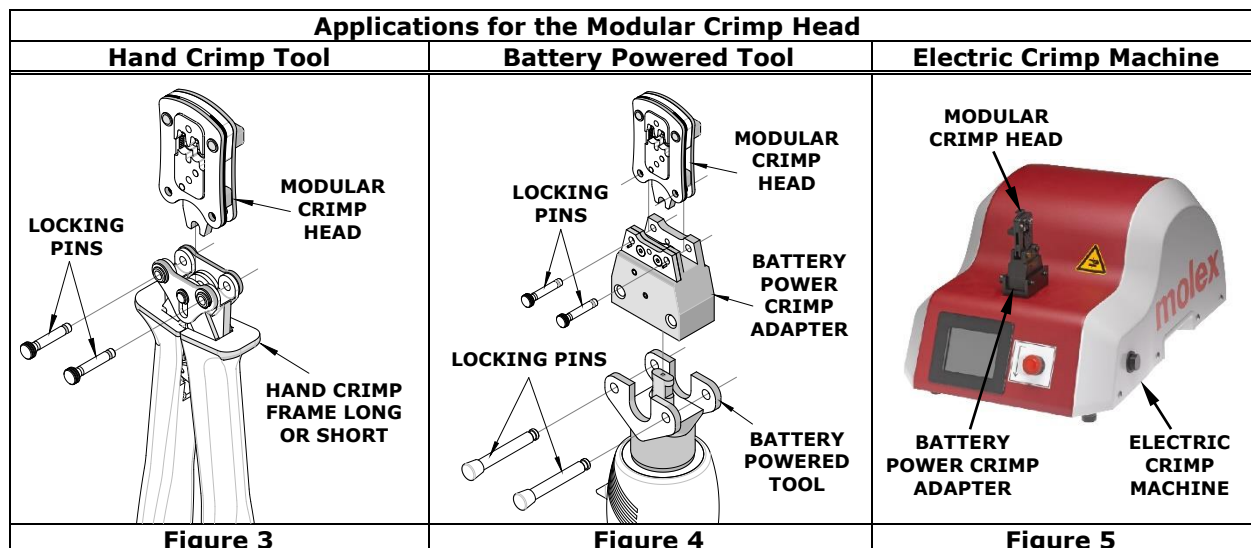 Applications for the Modular Crimp Head
Hand Crimp Tool
Battery Powered Tool
Electric Crimp Machine
MODULAR
CRIMP
HEAD
LOCKING
PINS
HAND CRIMP
FRAME LONG
OR SHORT
MODULAR
CRIMP
HEAD
LOCKING
PINS
BATTERY
POWER
CRIMP
ADAPTER
LOCKING PINS
BATTERY
POWERED
TOOL
MODULAR
CRIMP HEAD
molex
BATTERY
POWER CRIMP
ADAPTER
ELECTRIC
CRIMP
MACHINE
Figure 3
Figure 4
Figure 5